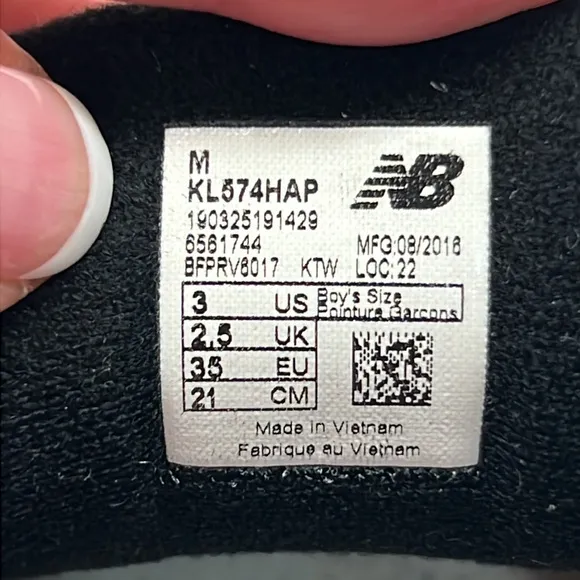 M
KL574HAP
NB
190325191429
6561744 MFG:08/2016
BFPRV6017 KTW LOC:22
3 US Boy's Size
Pointure Garcons
2.5 UK
35 EU
21 CM
Made in Vietnam
Fabrique au Vietnam